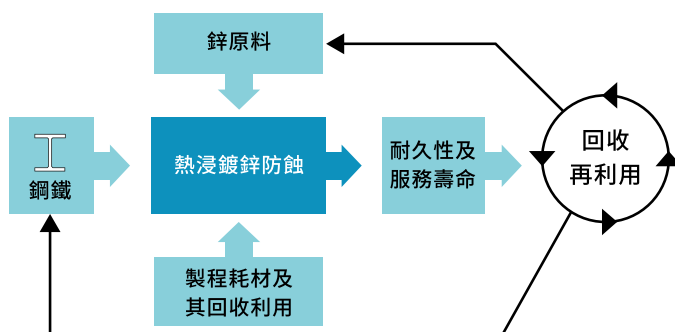 鋅原料
鋼鐵
熱浸鍍鋅防蝕
耐久性及
服務壽命
回收
再利用
製程耗材及
其回收利用